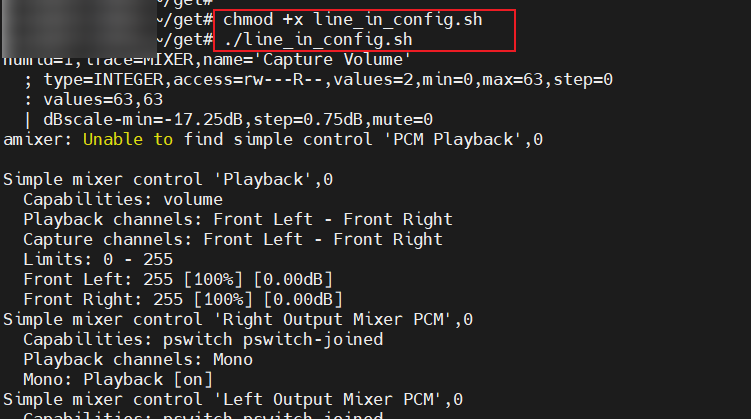 ~/get#
~/get# chmod +x line_in_config.sh
~/get# ./line_in_config.sh
numid=1,iface=MIXER,name='Capture Volume'
; type=INTEGER,access=rw---R--,values=2,min=0,max=63,step=0
: values=63,63
| dBscale-min=-17.25dB,step=0.75dB,mute=0
amixer: Unable to find simple control 'PCM Playback',0
Simple mixer control 'Playback',0
Capabilities: volume
Playback channels: Front Left - Front Right
Capture channels: Front Left - Front Right
Limits: 0 - 255
Front Left: 255 [100%] [0.00dB]
Front Right: 255 [100%] [0.00dB]
Simple mixer control 'Right Output Mixer PCM',0
Capabilities: pswitch pswitch-joined
Playback channels: Mono
Mono: Playback [on]
Simple mixer control 'Left Output Mixer PCM',0
Capabilities: pswitch pswitch-joined